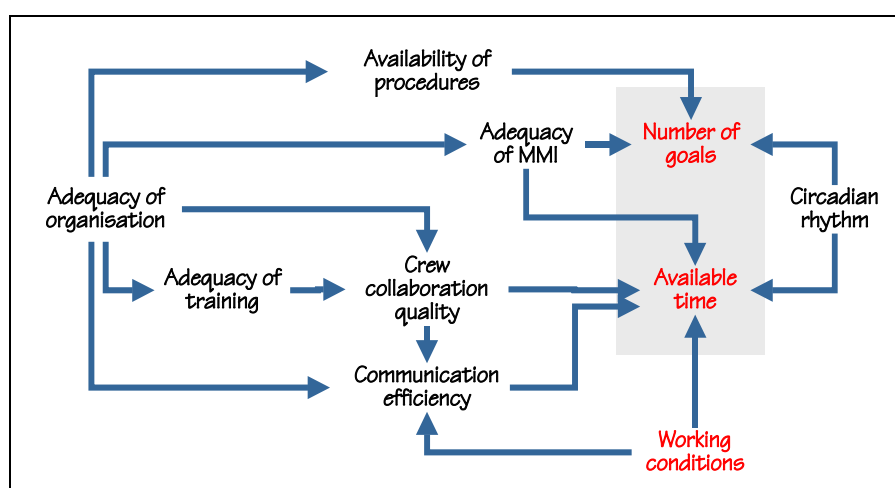 Availability of
procedures
Adequacy
of MMI
Number of
goals
Adequacy of
organisation
Circadian
rhythm
Adequacy of
training
Crew
collaboration
quality
Available
time
Communication
efficiency
Working
conditions